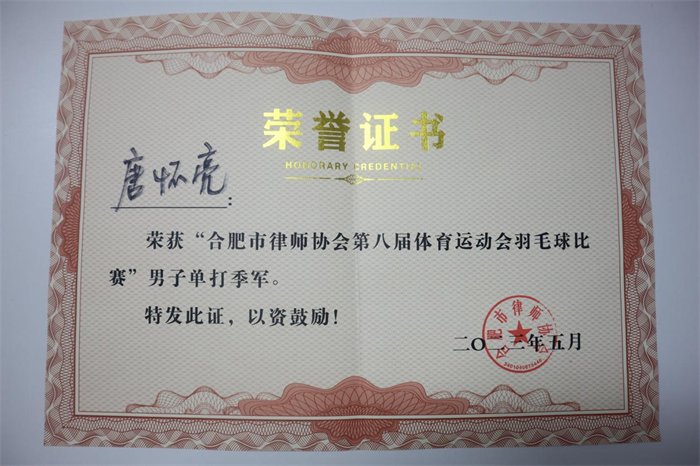 荣誉证书
HONORARY CREDENTIAL
唐怀亮:
荣获“合肥市律师协会第八届体育运动会羽毛球比
赛”男子单打季军。
特发此证，以资鼓励！
合肥市律师协会
二〇二年五月